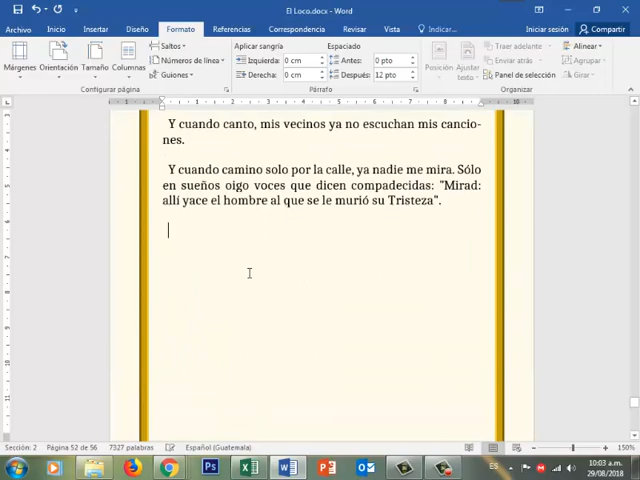 El Loco.docx - Word
Archivo Inicio Insertar Diseño Formato Referencias Correspondencia Revisar Vista Indicar... Iniciar sesión Compartir
Márgenes Orientación Tamaño Columnas
Saltos
Números de línea
Guiones
Configurar página
Aplicar sangría Espaciado
Izquierda: 0 cm 0 pto
Derecha: 0 cm Después: 12 pto
Párrafo
Posición Ajustar texto
Traer adelante
Enviar atrás
Panel de selección
Alinear
Agrupar
Girar
Organizar
Y cuando canto, mis vecinos ya no escuchan mis cancio-
nes.
Y cuando camino solo por la calle, ya nadie me mira. Sólo
en sueños oigo voces que dicen compadecidas: "Mirad:
allí yace el hombre al que se le murió su Tristeza".
Sección: 2 Página 52 de 56 7327 palabras Español (Guatemala) 150%
ES 10:03 a.m.
29/08/2018